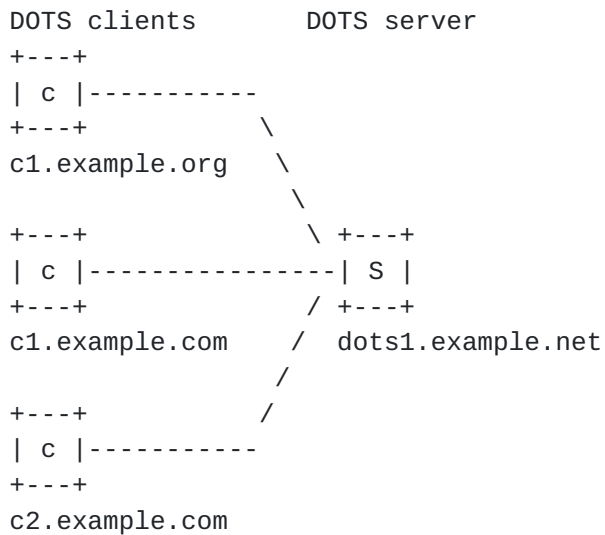 DOTS clients       DOTS server
+---+
| c |-----------
+---+           \
c1.example.org   \
                  \
+---+              \ +---+
| c |----------------| S |
+---+              / +---+
c1.example.com    /  dots1.example.net
                 /
+---+           /
| c |-----------
+---+
c2.example.com